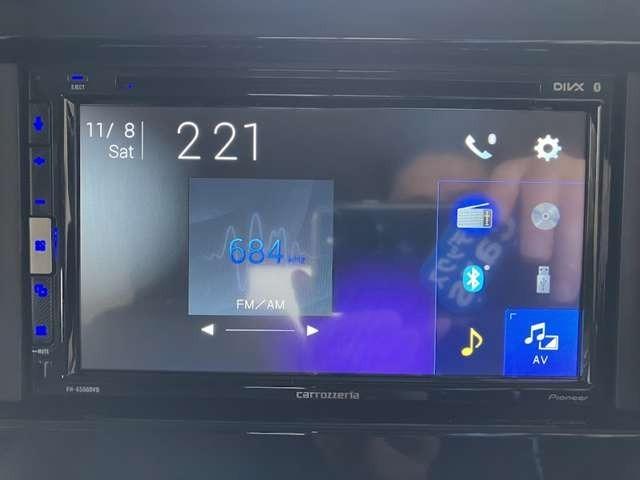 EJECT
DIVX
11/ 8
Sat
2 21
684 kHz
FM/AM
AV
MUTE
FH-6500DVD
carrozzeria
Pioneer